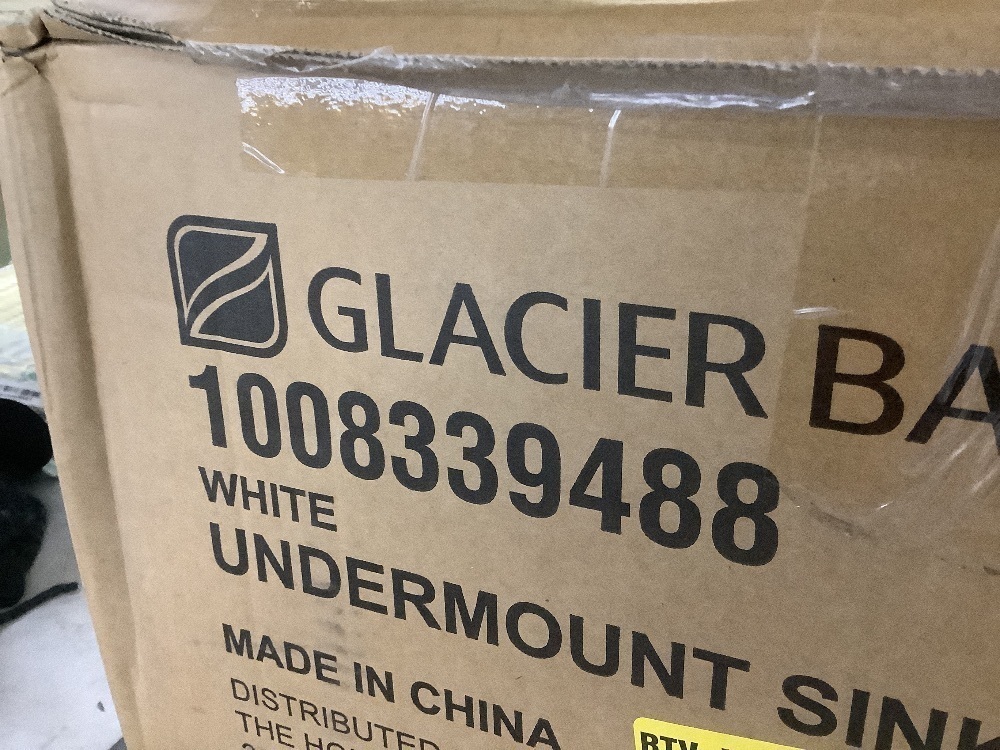 GLACIER BA
1008339488
WHITE
UNDERMOUNT SINK
MADE IN CHINA
DISTRIBUTED
THE HO
RTV